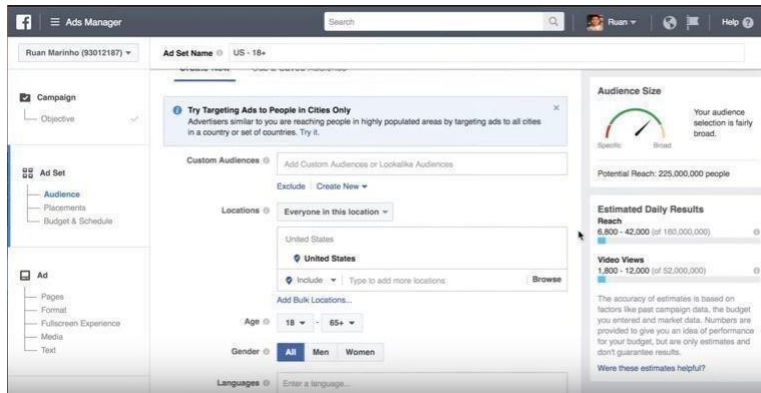 f Ads Manager Search Ruan Help
Ruan Marinho (93012187) Ad Set Name US - 18+
Create New Use a Saved Audience
Campaign
Objective
Ad Set
Audience
Placements
Budget & Schedule
Ad
Pages
Format
Fullscreen Experience
Media
Text
Try Targeting Ads to People in Cities Only
Advertisers similar to you are reaching people in highly populated areas by targeting ads to all cities
in a country or set of countries. Try it.
Custom Audiences Add Custom Audiences or Lookalike Audiences
Exclude Create New
Locations Everyone in this location
United States
United States
Include Type to add more locations Browse
Add Bulk Locations...
Age 18 - 65+
Gender All Men Women
Languages Enter a language...
Audience Size
Your audience
selection is fairly
broad.
Specific Broad
Potential Reach: 225,000,000 people
Estimated Daily Results
Reach
6,800 - 42,000 (of 180,000,000)
Video Views
1,800 - 12,000 (of 52,000,000)
The accuracy of estimates is based on
factors like past campaign data, the budget
you entered and market data. Numbers are
provided to give you an idea of performance
for your budget, but are only estimates and
don't guarantee results.
Were these estimates helpful?